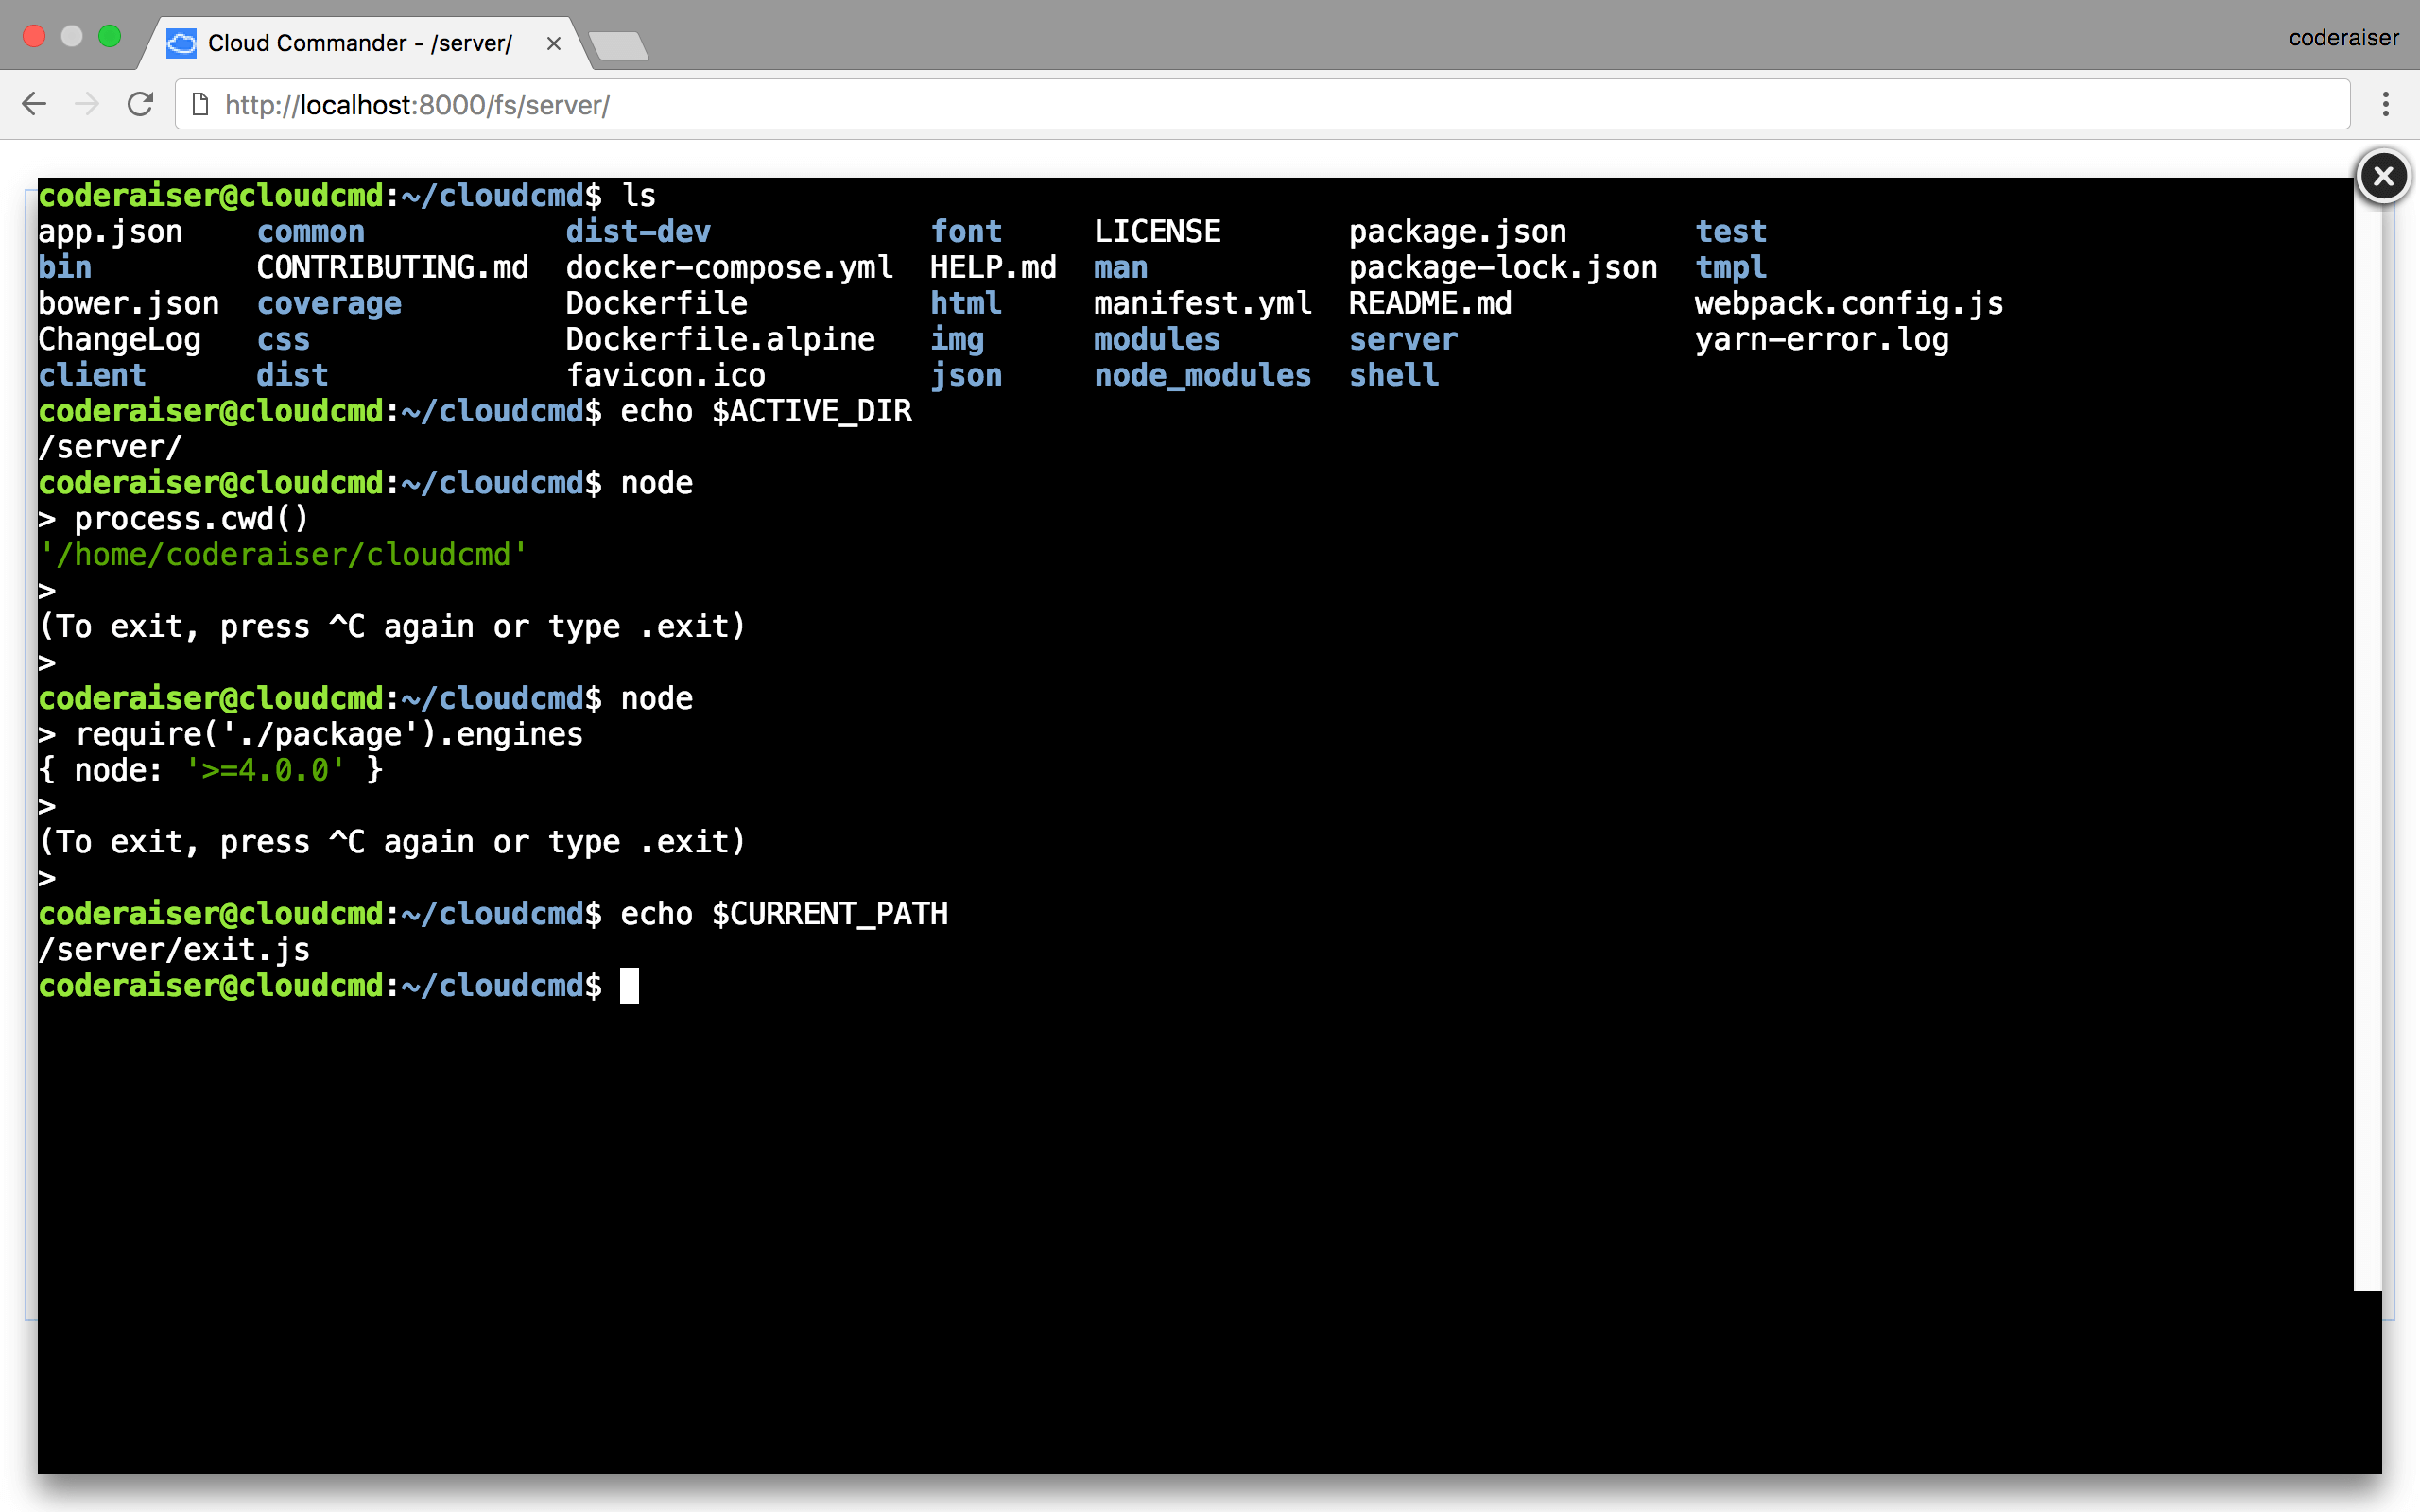 Cloud Commander - /server/
coderaiser
http://localhost:8000/fs/server/
coderaiser@cloudcmd:~/cloudcmd$ ls
app.json    common           dist-dev            font     LICENSE       package.json       test
bin         CONTRIBUTING.md  docker-compose.yml  HELP.md  man           package-lock.json  tmpl
bower.json  coverage         Dockerfile          html     manifest.yml  README.md          webpack.config.js
ChangeLog   css              Dockerfile.alpine   img      modules       server             yarn-error.log
client      dist             favicon.ico         json     node_modules  shell
coderaiser@cloudcmd:~/cloudcmd$ echo $ACTIVE_DIR
/server/
coderaiser@cloudcmd:~/cloudcmd$ node
> process.cwd()
'/home/coderaiser/cloudcmd'
>
(To exit, press ^C again or type .exit)
>
coderaiser@cloudcmd:~/cloudcmd$ node
> require('./package').engines
{ node: '>=4.0.0' }
>
(To exit, press ^C again or type .exit)
>
coderaiser@cloudcmd:~/cloudcmd$ echo $CURRENT_PATH
/server/exit.js
coderaiser@cloudcmd:~/cloudcmd$